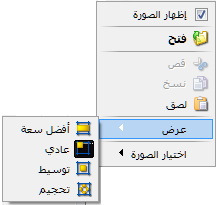 إظهار الصورة
فتح
قص
نسخ
لصق
عرض
اختيار الصورة
أفضل سعة
عادي
توسيط
تحجيم